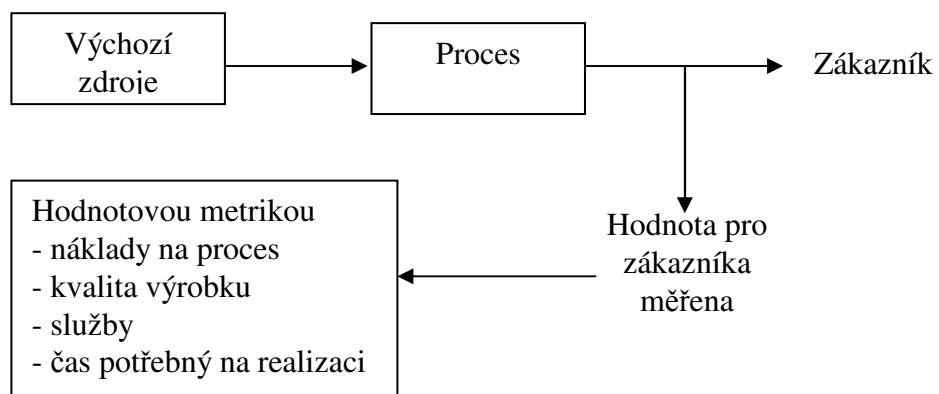 Výchozí
zdroje
Proces
Zákazník
Hodnotovou metrikou
- náklady na proces
- kvalita výrobku
- služby
- čas potřebný na realizaci
Hodnota pro
zákazníka
měřena